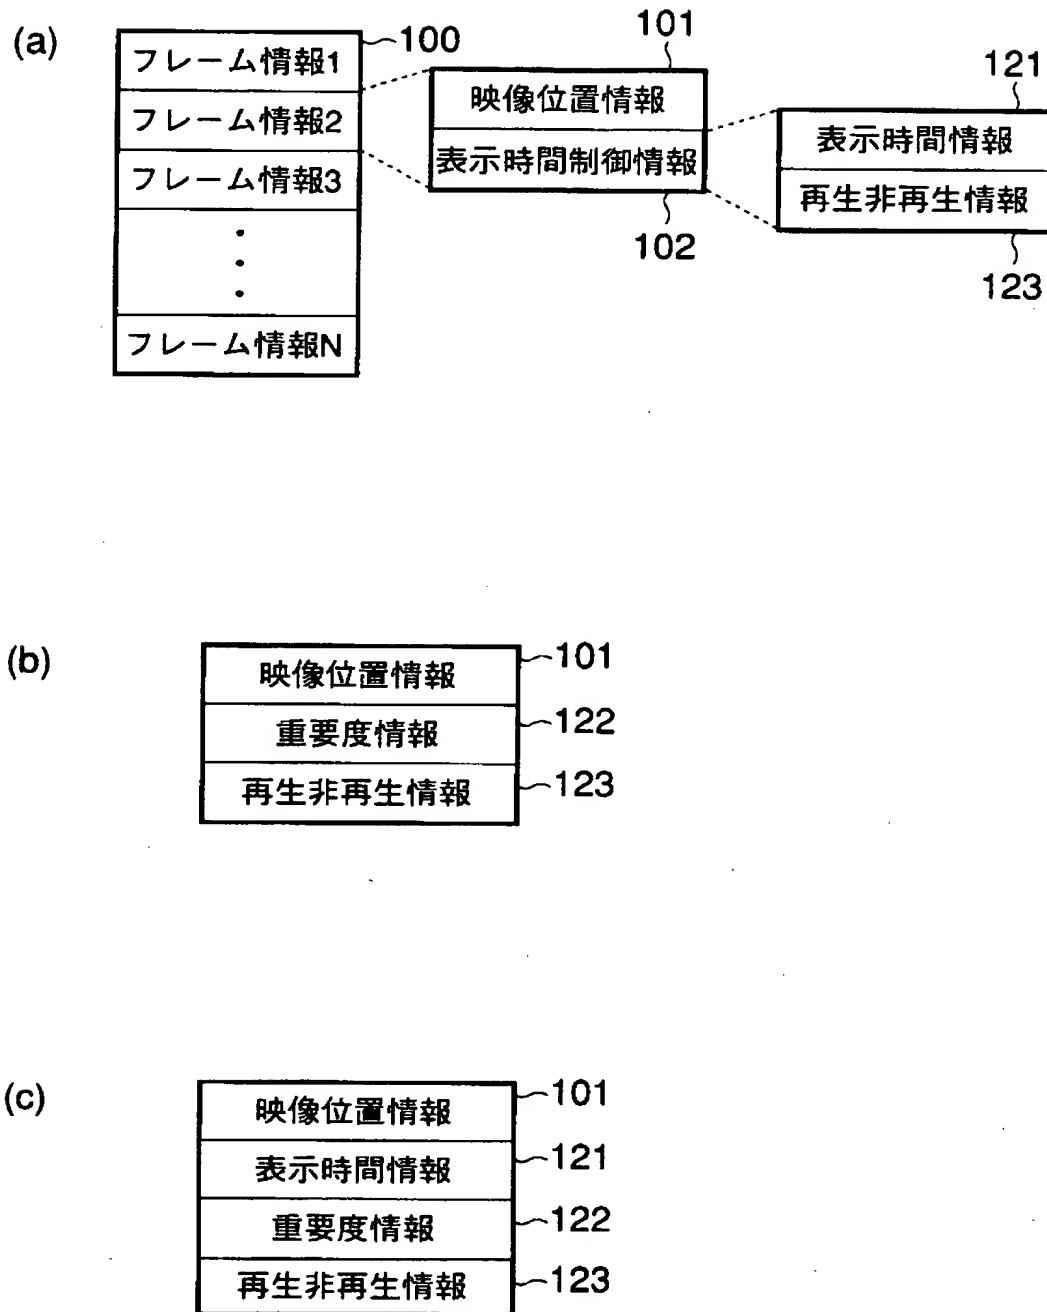 (a)
フレーム情報1
フレーム情報2
フレーム情報3
フレーム情報N
100
101
映像位置情報
表示時間制御情報
102
121
表示時間情報
再生非再生情報
123
(b)
映像位置情報
101
重要度情報
122
再生非再生情報
123
(c)
映像位置情報
101
表示時間情報
121
重要度情報
122
再生非再生情報
123